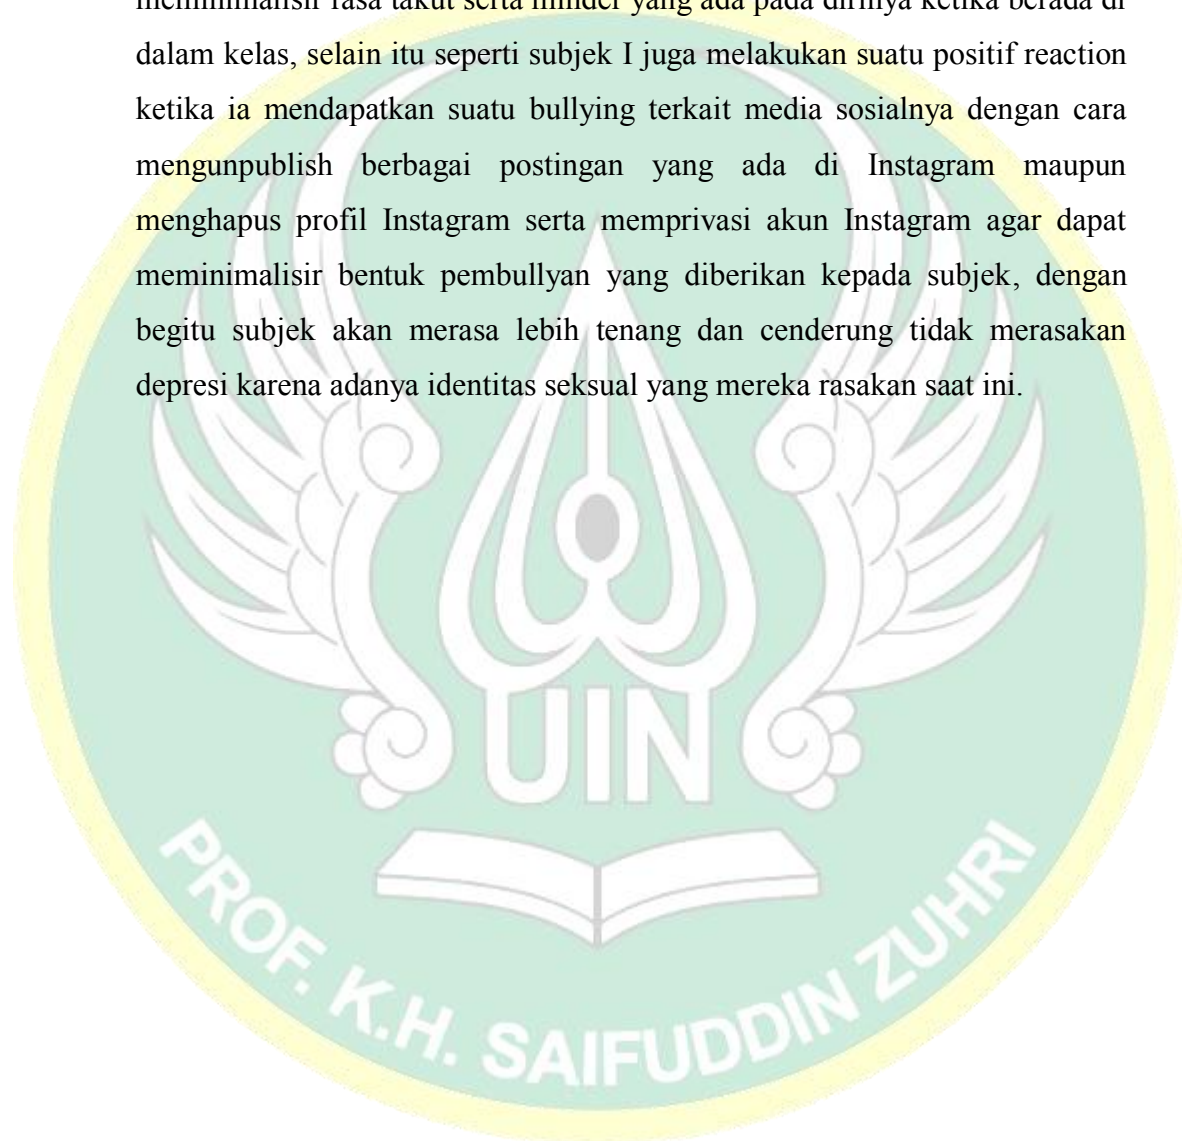 meminimalisir rasa takut serta minder yang ada pada dirinya ketika berada di
dalam kelas, selain itu seperti subjek I juga melakukan suatu positif reaction
ketika ia mendapatkan suatu bullying terkait media sosialnya dengan cara
mengunpublish berbagai postingan yang ada di Instagram maupun
menghapus profil Instagram serta memprivasi akun Instagram agar dapat
meminimalisir bentuk pembullyan yang diberikan kepada subjek, dengan
begitu subjek akan merasa lebih tenang dan cenderung tidak merasakan
depresi karena adanya identitas seksual yang mereka rasakan saat ini.
UIN
PROF. K.H. SAIFUDDIN ZUHRI